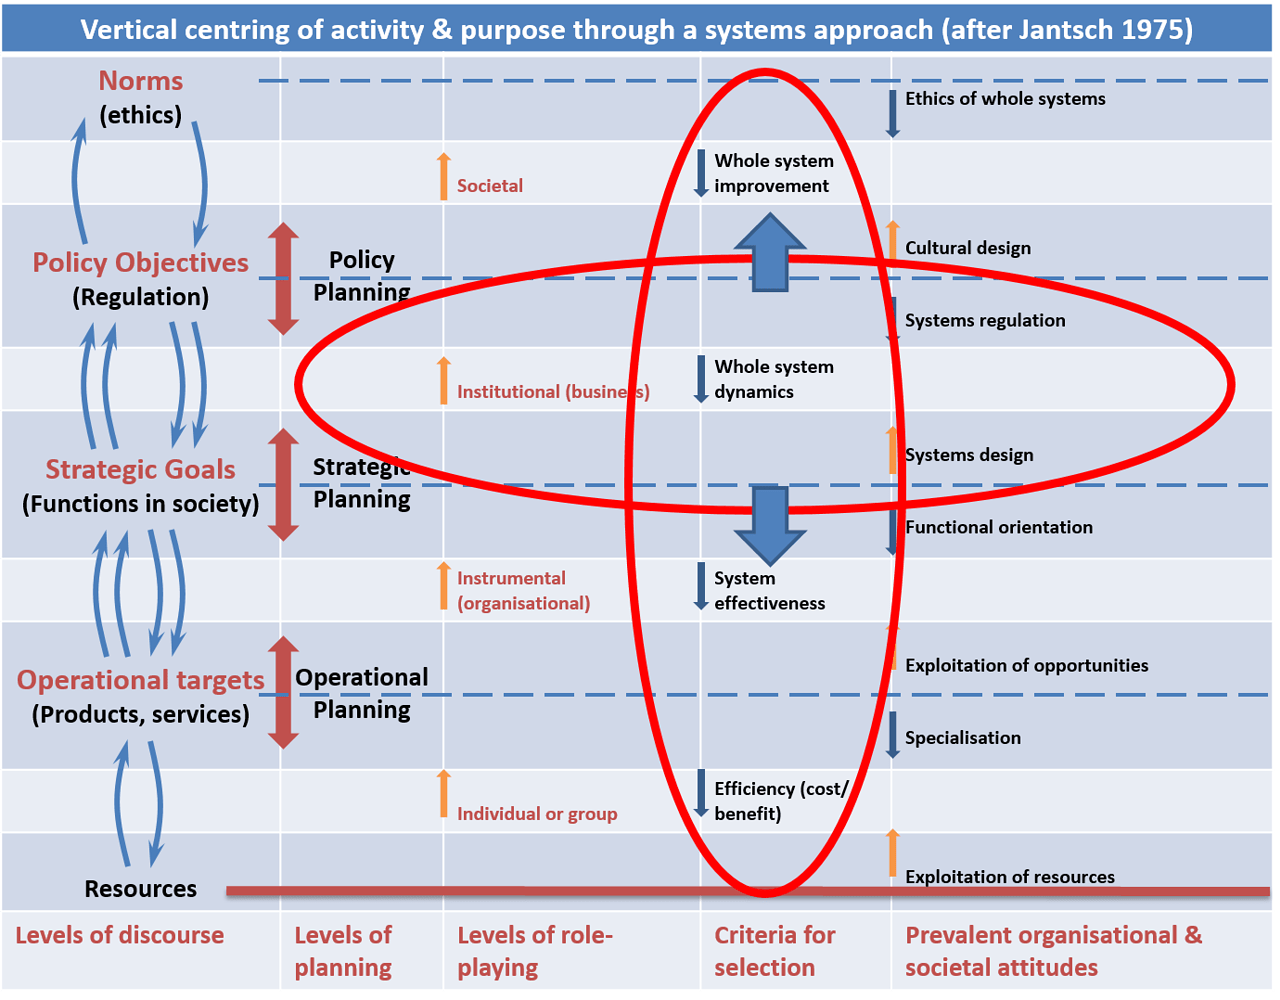 Vertical centring of activity & purpose through a systems approach (after Jantsch 1975)
Norms
(ethics)
Ethics of whole systems
Societal
Whole system
improvement
Policy Objectives
(Regulation)
Policy
Planning
Cultural design
Systems regulation
Institutional (business)
Whole system
dynamics
Strategic Goals
(Functions in society)
Strategic
Planning
Systems design
Functional orientation
Instrumental
(organisational)
System
effectiveness
Operational targets
(Products, services)
Operational
Planning
Exploitation of opportunities
Specialisation
Individual or group
Efficiency (cost/
benefit)
Resources
Exploitation of resources
Levels of discourse
Levels of
planning
Levels of role-
playing
Criteria for
selection
Prevalent organisational &
societal attitudes